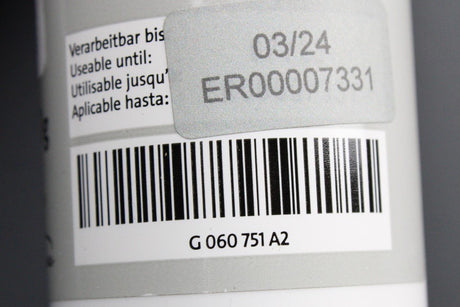 Verarbeitbar bis
Useable until:
Utilisable jusqu'
Aplicable hasta:
03/24
ER00007331
G 060 751 A2